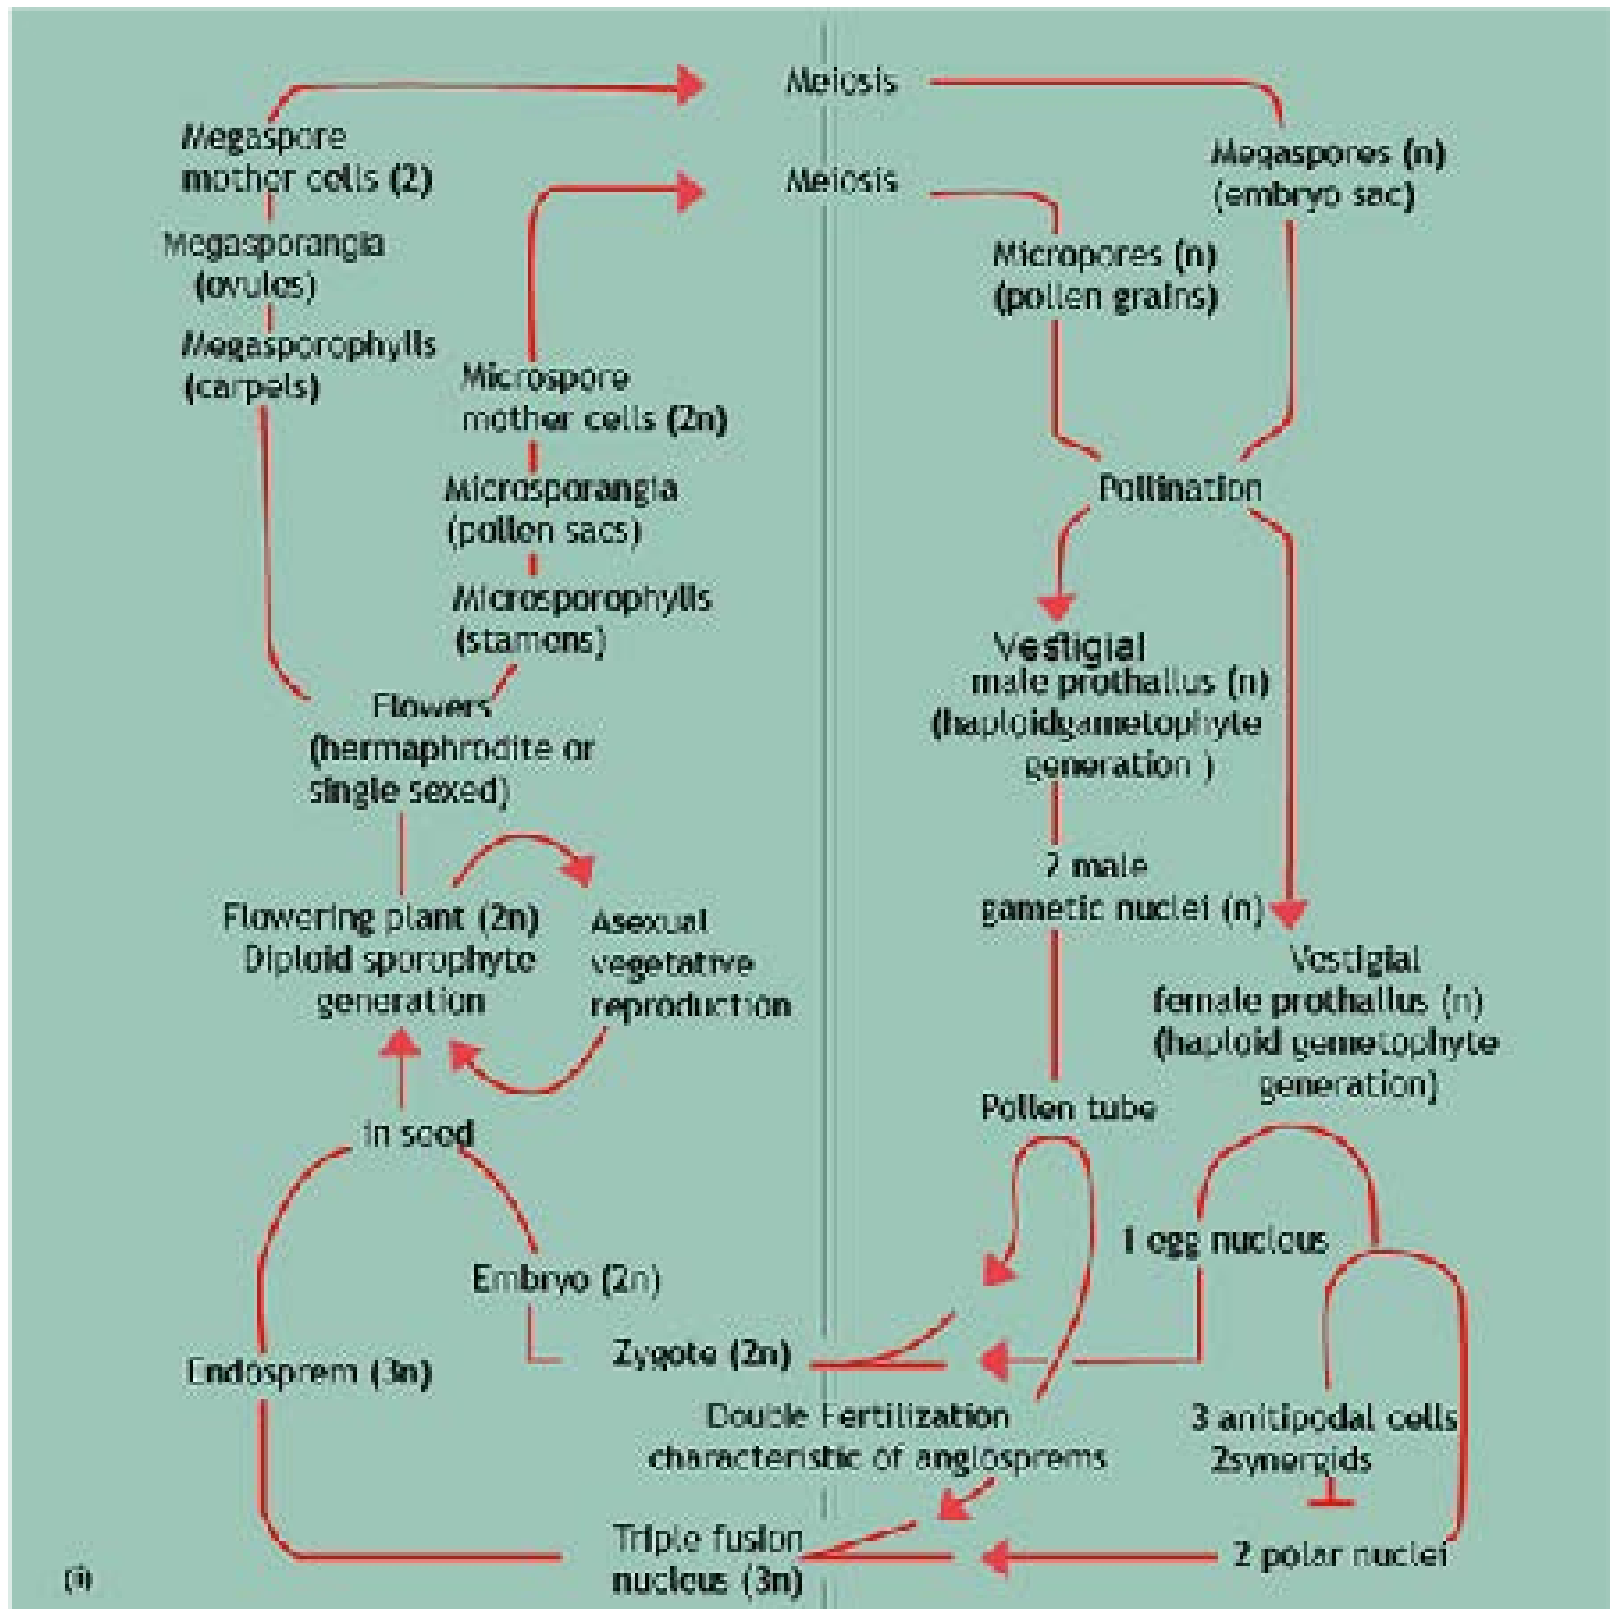 Meiosis
Megaspore
mother cells (2)
Megaspores (n)
(embryo sac)
Meiosis
Megasporangia
(ovules)
Micropores (n)
(pollen grains)
Megasporophylls
(carpels)
Microspore
mother cells (2n)
Microsporangia
(pollen sacs)
Pollination
Microsporophylls
(stamens)
Vestigial
male prothallus (n)
(haploidgametophyte
generation )
Flowers
(hermaphrodite or
single sexed)
2 male
gametic nuclei (n)
Flowering plant (2n)
Diploid sporophyte
generation
Asexual
vegetative
reproduction
Vestigial
female prothallus (n)
(haploid gemetophyte
generation)
Pollen tube
in seed
1 egg nucleus
Embryo (2n)
Zygote (2n)
Endosprem (3n)
Double Fertilization
characteristic of angiosprems
3 anitipodal cells
2synergids
Triple fusion
nucleus (3n)
2 polar nuclei
(i)